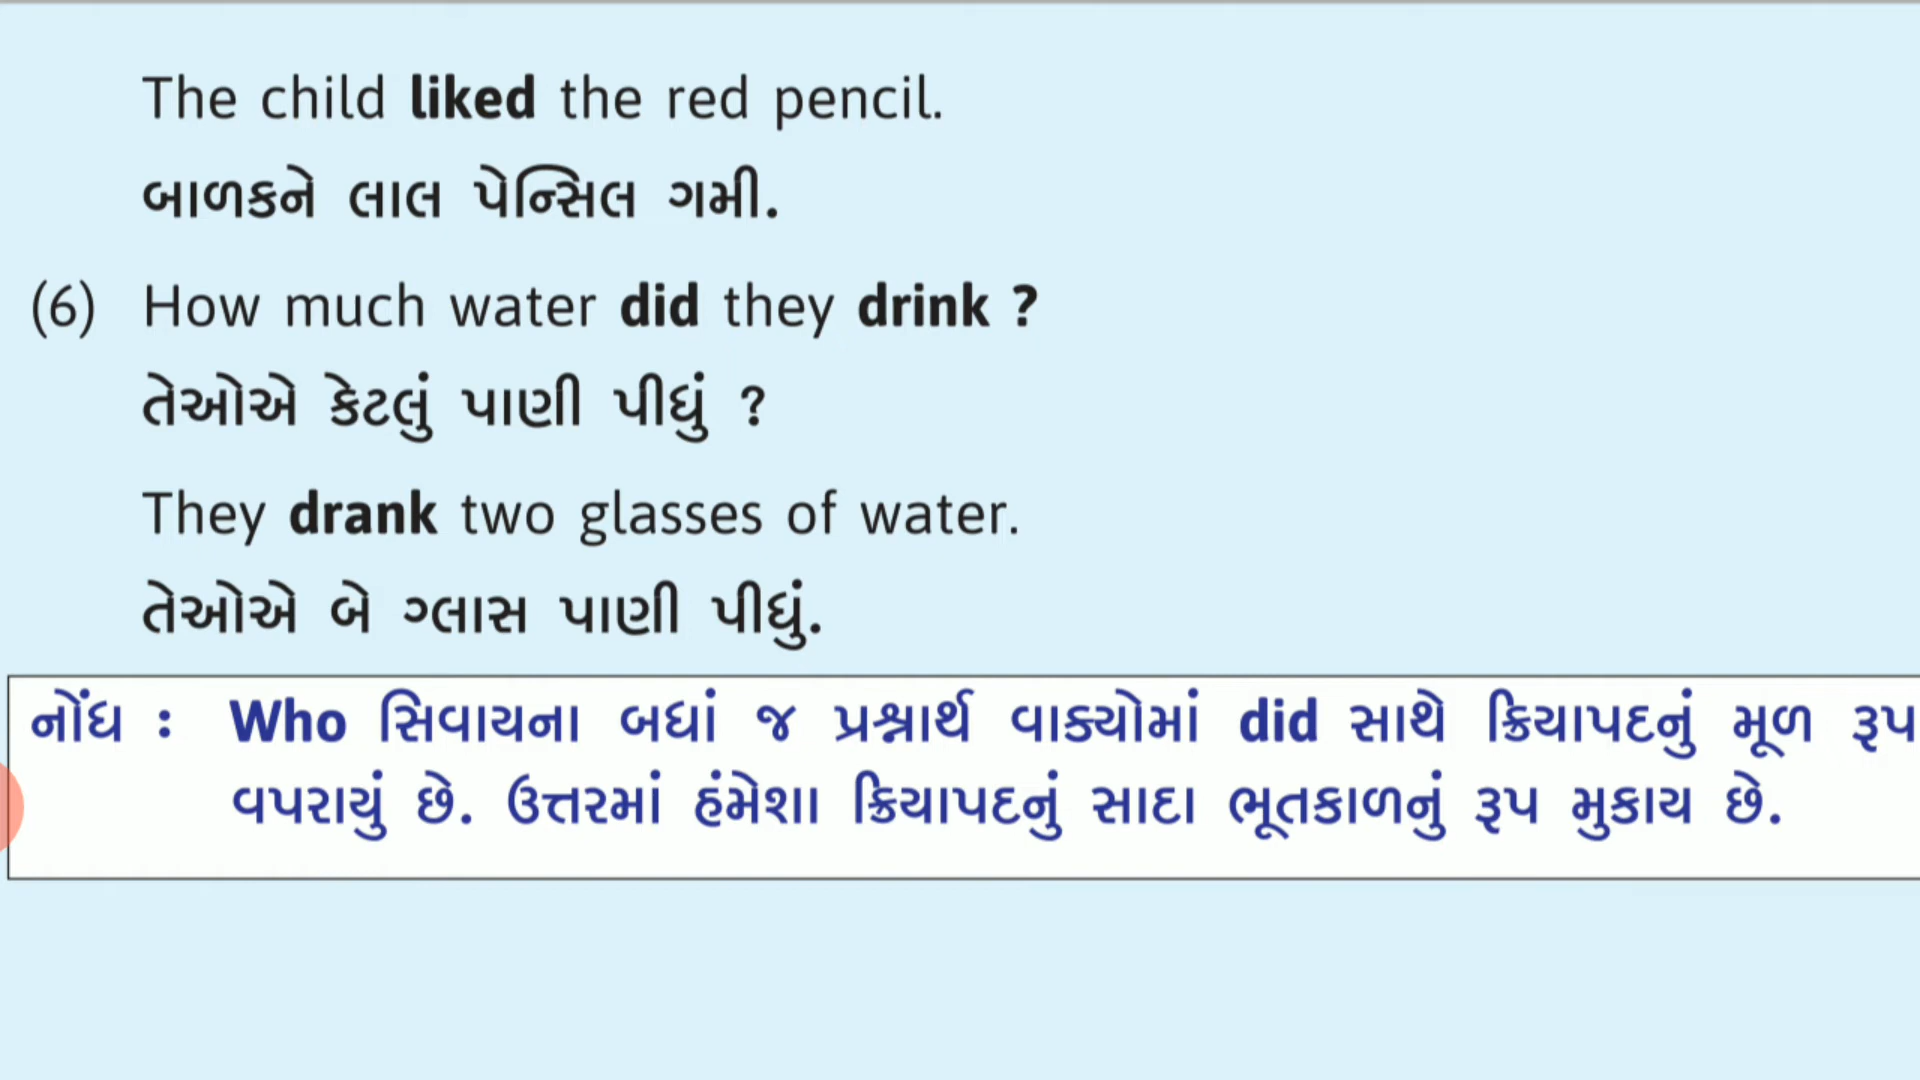 The child liked the red pencil.
બાળકને લાલ પેન્સિલ ગમી.
(6) How much water did they drink ?
તેઓએ કેટલું પાણી પીધું ?
They drank two glasses of water.
તેઓએ બે ગ્લાસ પાણી પીધું.
નોંધ : Who સિવાયના બધાં જ પ્રશ્નાર્થ વાક્યોમાં did સાથે ક્રિયાપદનું મૂળ રૂપ
વપરાયું છે. ઉત્તરમાં હંમેશા ક્રિયાપદનું સાદા ભૂતકાળનું રૂપ મુકાય છે.